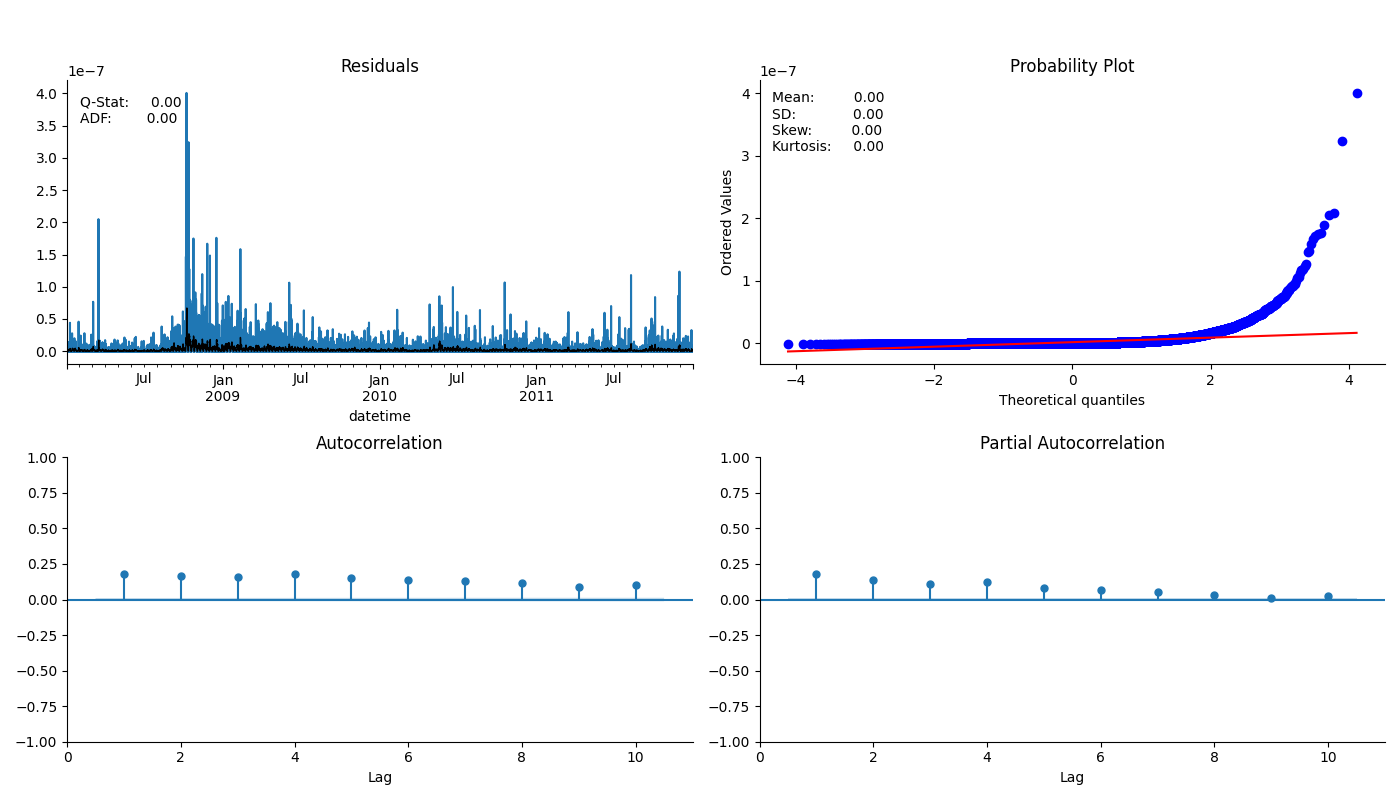 Residuals
1e−7
Q-Stat: 0.00
ADF: 0.00
4.0
3.5
3.0
2.5
2.0
1.5
1.0
0.5
0.0
Jul Jan Jul Jan Jul Jan Jul
2009 2010 2011
datetime
Probability Plot
1e−7
Mean: 0.00
SD: 0.00
Skew: 0.00
Kurtosis: 0.00
Ordered Values
4
3
2
1
0
−4 −2 0 2 4
Theoretical quantiles
Autocorrelation
1.00
0.75
0.50
0.25
0.00
−0.25
−0.50
−0.75
−1.00
0 2 4 6 8 10
Lag
Partial Autocorrelation
1.00
0.75
0.50
0.25
0.00
−0.25
−0.50
−0.75
−1.00
0 2 4 6 8 10
Lag